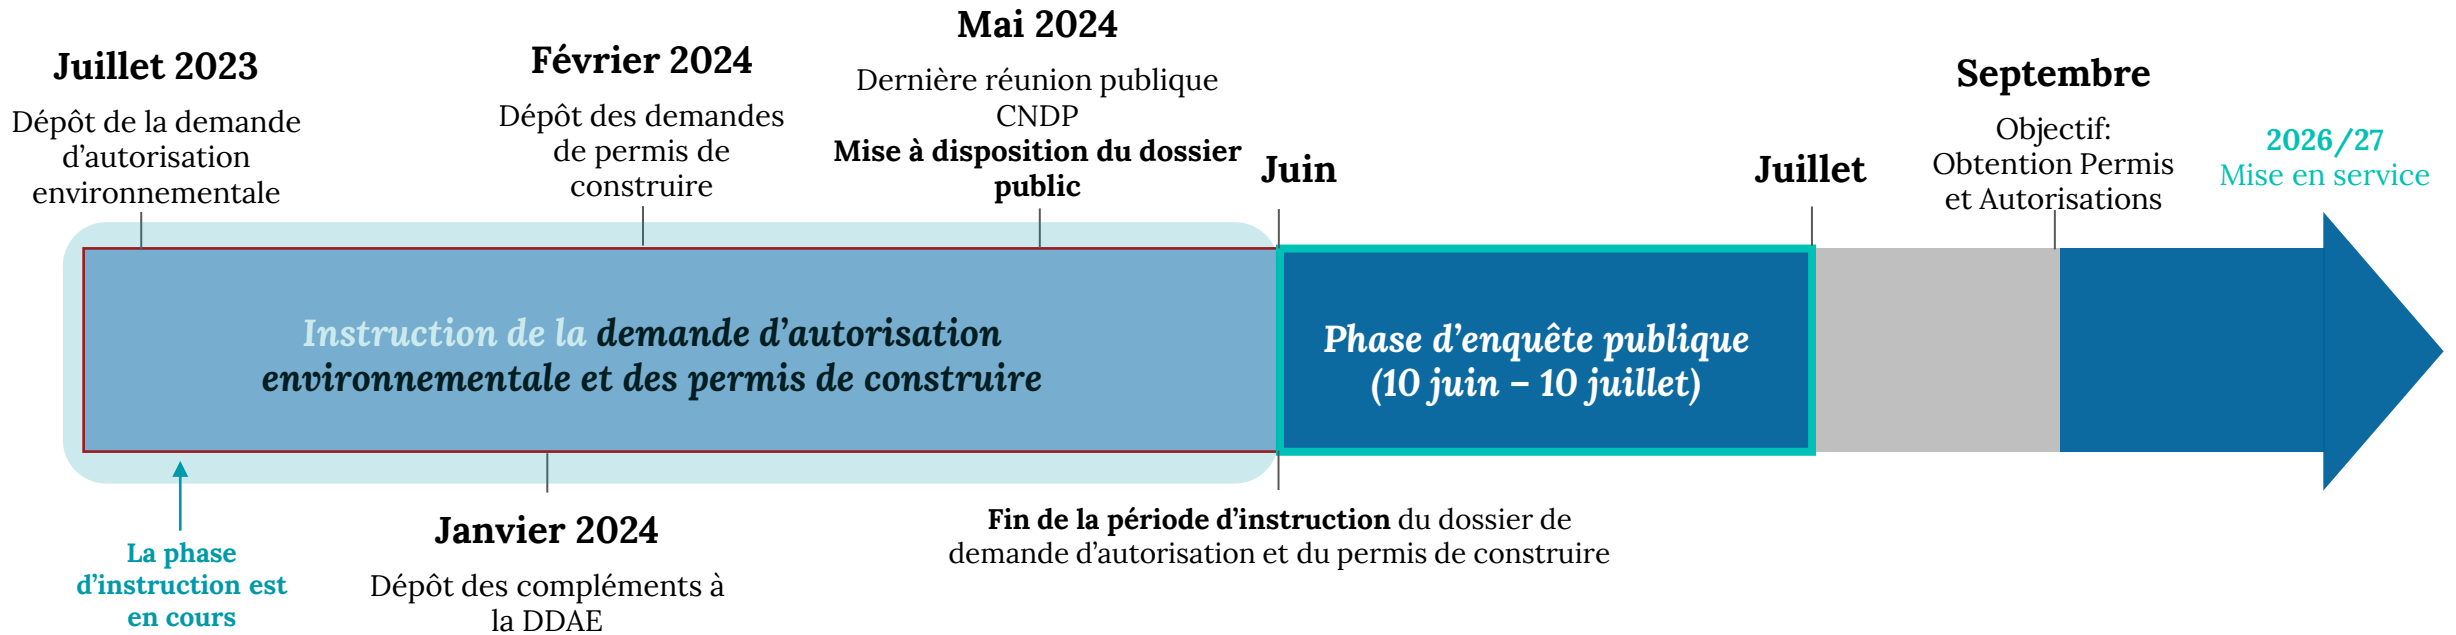 Juillet 2023
Dépôt de la demande
d’autorisation
environnementale
Février 2024
Dépôt des demandes
de permis de
construire
Mai 2024
Dernière réunion publique
CNDP
Mise à disposition du dossier
public
Juin
Juillet
Septembre
Objectif:
Obtention Permis
et Autorisations
2026/27
Mise en service
Instruction de la demande d’autorisation
environnementale et des permis de construire
Phase d’enquête publique
(10 juin – 10 juillet)
La phase
d’instruction est
en cours
Janvier 2024
Dépôt des compléments à
la DDAE
Fin de la période d’instruction du dossier de
demande d’autorisation et du permis de construire